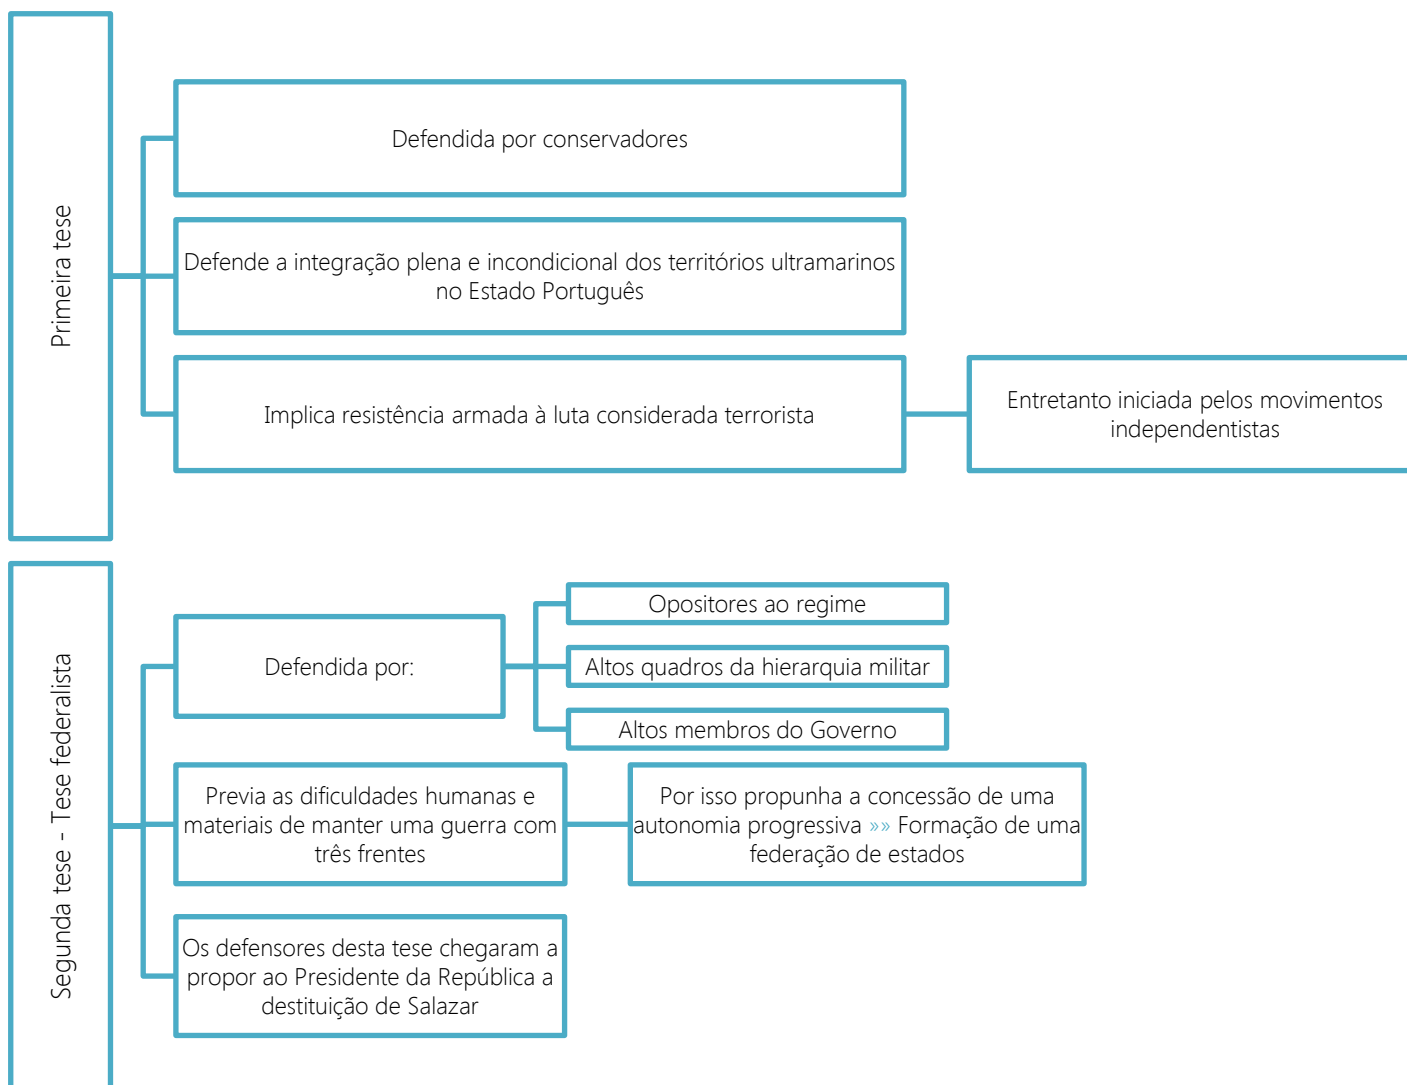 Primeira tese
Defendida por conservadores
Defende a integração plena e incondicional dos territórios ultramarinos
no Estado Português
Implica resistência armada à luta considerada terrorista
Entretanto iniciada pelos movimentos
independentistas
Segunda tese - Tese federalista
Defendida por:
Opositores ao regime
Altos quadros da hierarquia militar
Altos membros do Governo
Previa as dificuldades humanas e
materiais de manter uma guerra com
três frentes
Por isso propunha a concessão de uma
autonomia progressiva »» Formação de uma
federação de estados
Os defensores desta tese chegaram a
propor ao Presidente da República a
destituição de Salazar